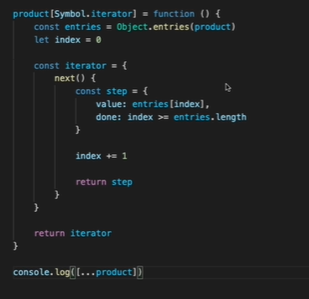 product[Symbol.iterator] = function () {
    const entries = Object.entries(product)
    let index = 0

    const iterator = {
        next() {
            const step = {
                value: entries[index],
                done: index >= entries.length
            }

            index += 1

            return step
        }
    }

    return iterator
}

console.log([...product])